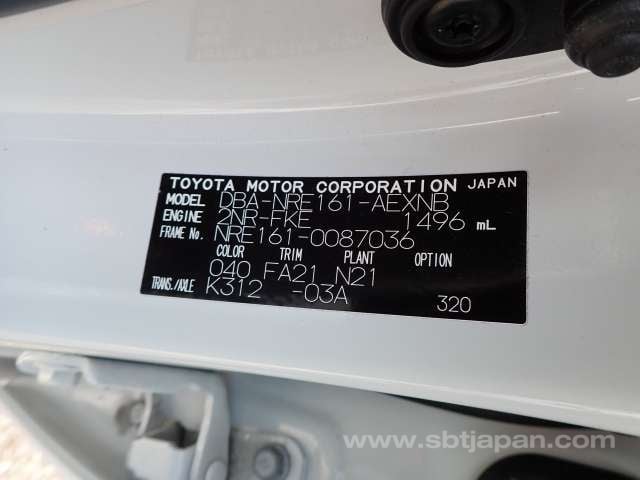 TOYOTA MOTOR CORPORATION JAPAN
MODEL DBA-NRE161-AEXNB
ENGINE 2NR-FKE 1496 mL
FRAME No. NRE161-0087036
COLOR TRIM PLANT OPTION
040 FA21 N21
TRANS./AXLE K312 -03A 320
www.sbtjapan.com